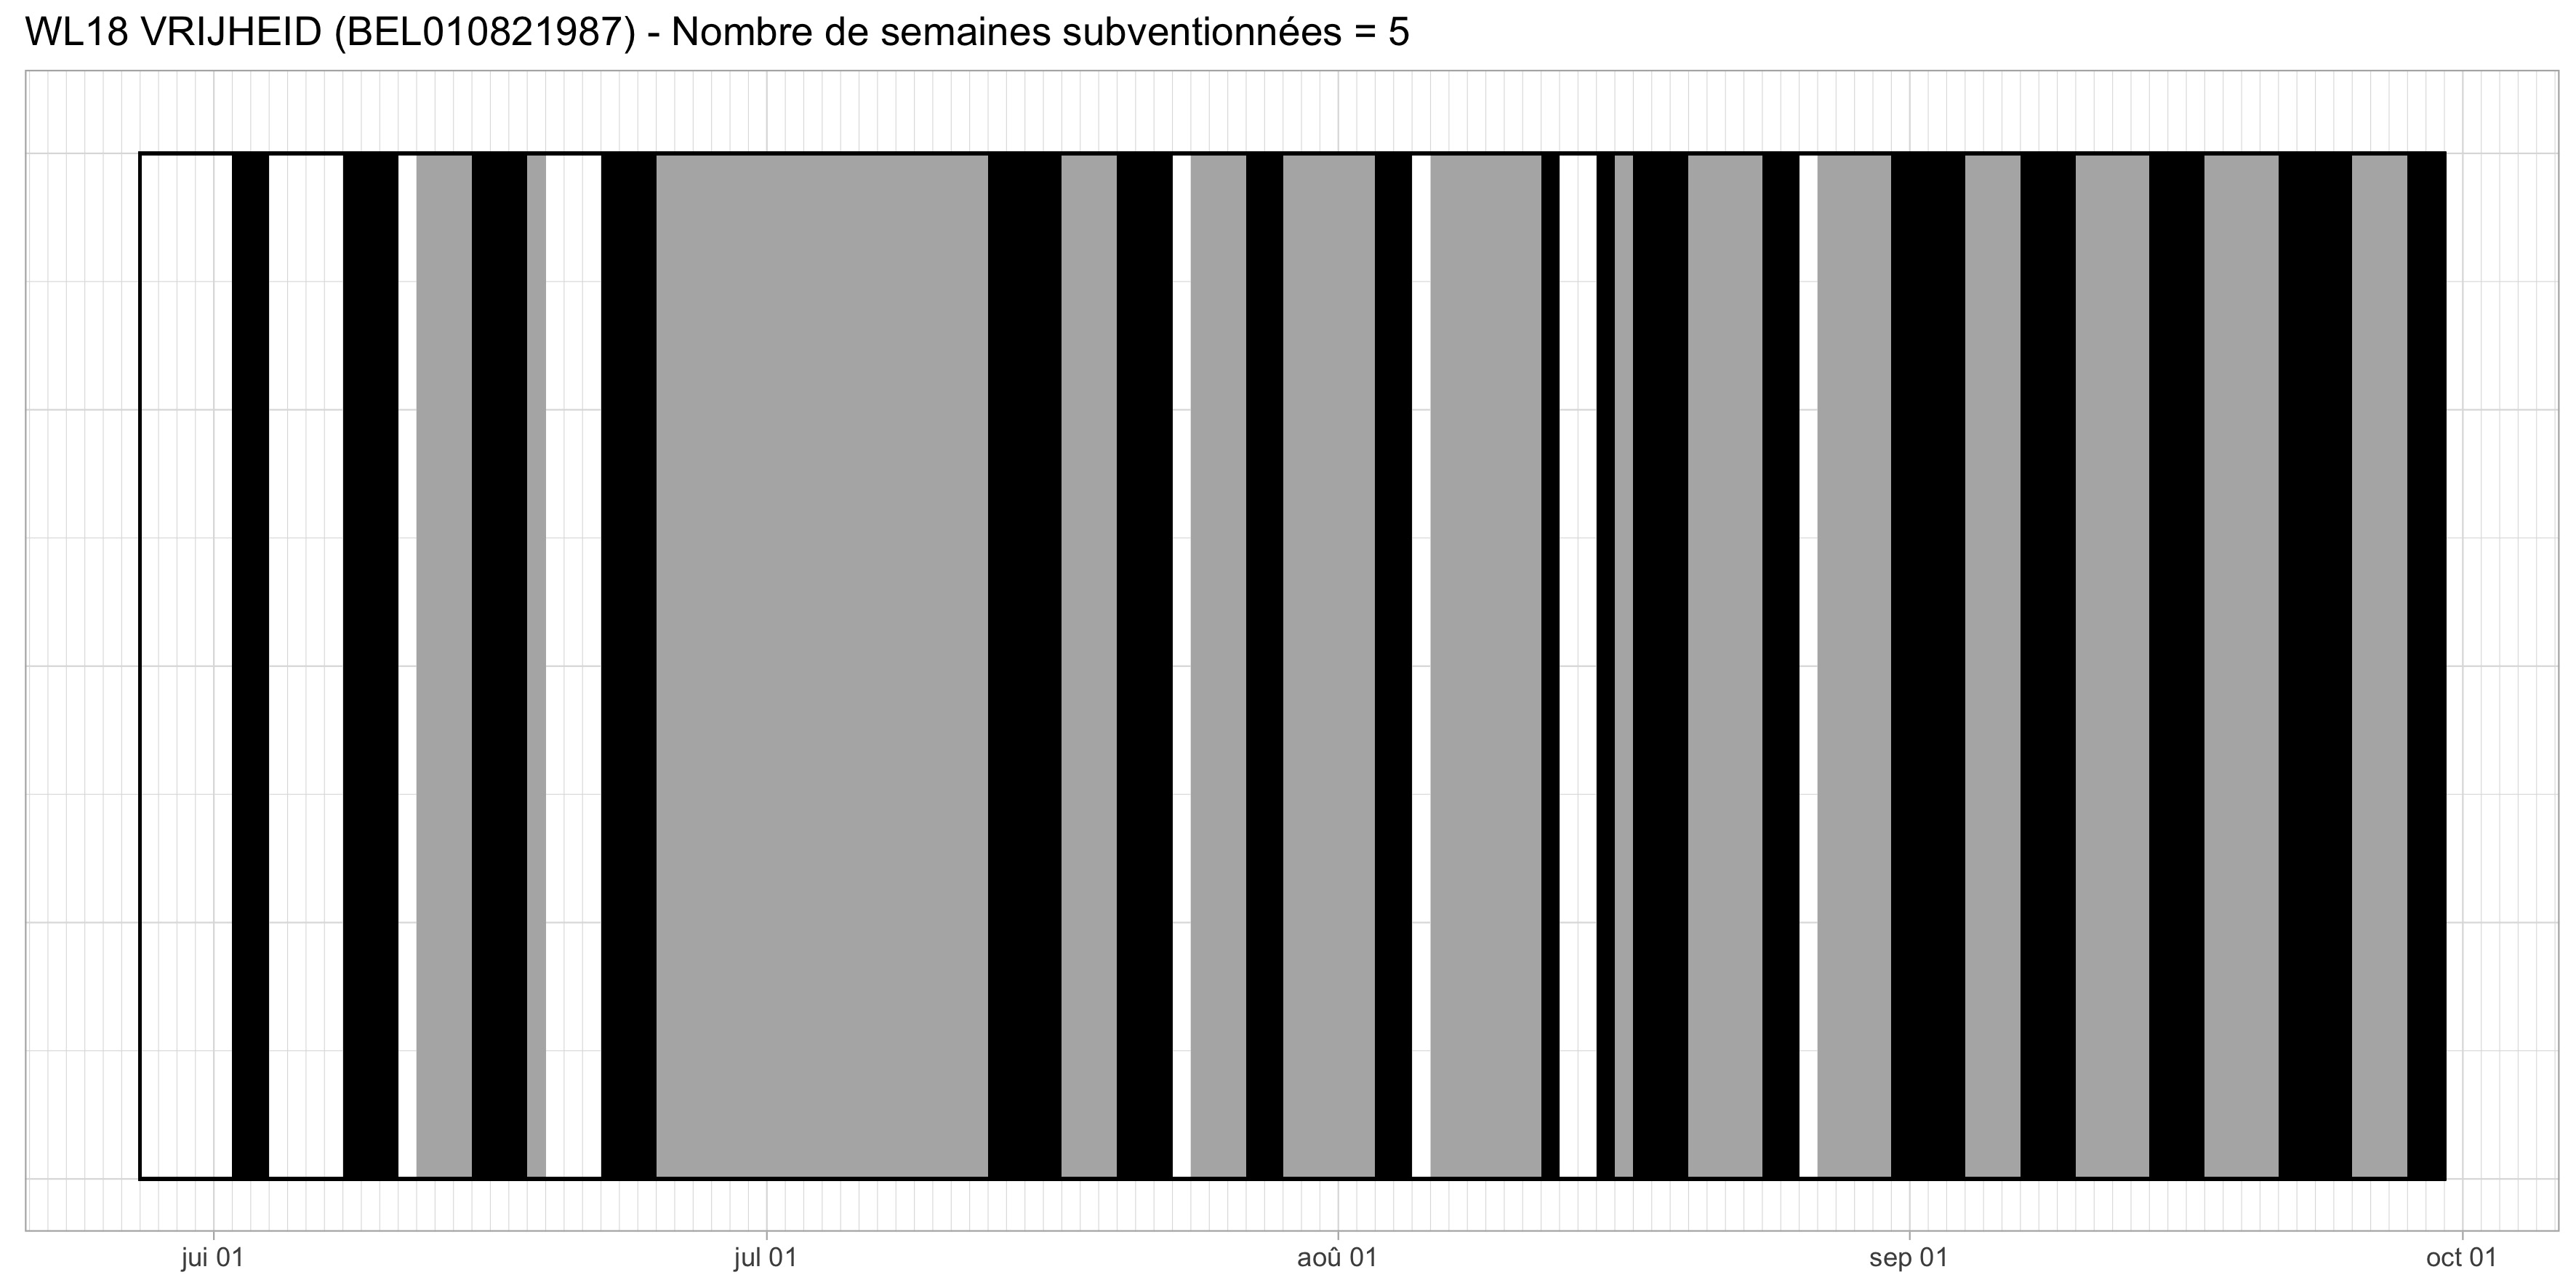 WL18 VRIJHEID (BEL010821987) - Nombre de semaines subventionnées = 5
jui 01
jul 01
aoû 01
sep 01
oct 01